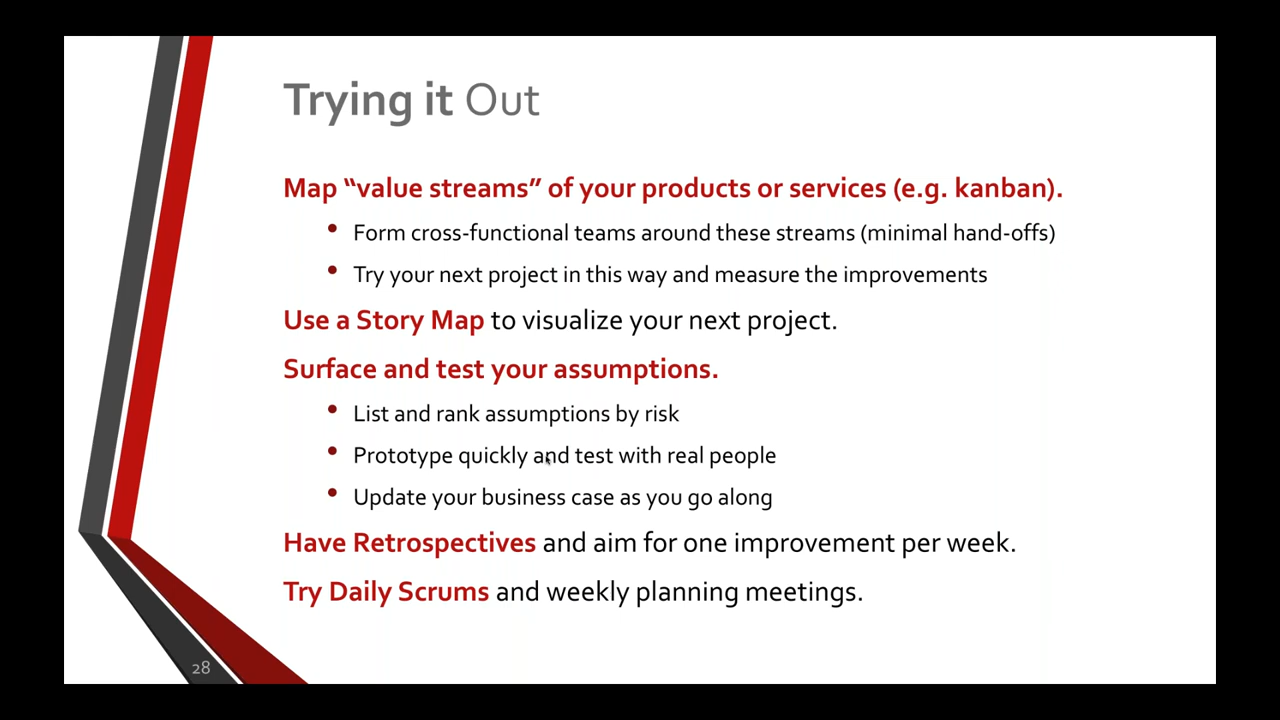 Trying it Out
Map “value streams” of your products or services (e.g. kanban).
• Form cross-functional teams around these streams (minimal hand-offs)
• Try your next project in this way and measure the improvements
Use a Story Map to visualize your next project.
Surface and test your assumptions.
• List and rank assumptions by risk
• Prototype quickly and test with real people
• Update your business case as you go along
Have Retrospectives and aim for one improvement per week.
Try Daily Scrums and weekly planning meetings.
28